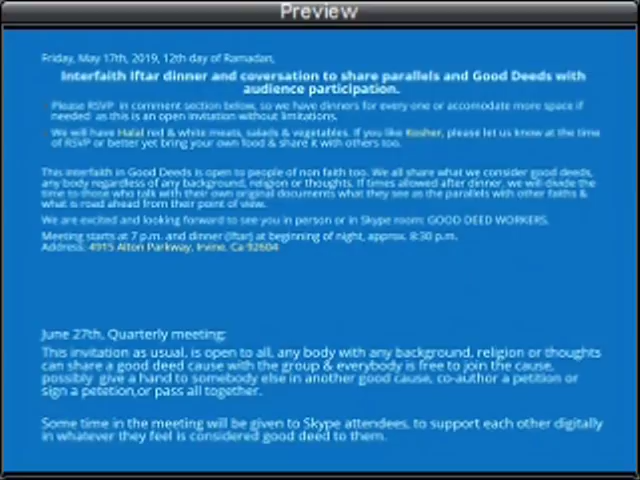 Preview
Friday, May 17th, 2019, 12th day of Ramadan,
Interfaith Iftar dinner and coversation to share parallels and Good Deeds with
audience participation.
Please RSVP in comment section below, so we have dinners for every one or accomodate more space if
needed as this is an open invitation without limitations.
We will have Halal red & white meats, salads & vegetables. If you like Kosher, please let us know at the time
of RSVP or better yet bring your own food & share it with others too.
This interfaith in Good Deeds is open to people of non faith too. We all share what we consider good deeds,
any body regardless of any background, religion or thoughts. If times allowed after dinner, we will divide the
time to those who talk with their own original documents what they see as the parallels with other faiths &
what is road ahead from their point of view.
We are excited and looking forward to see you in person or in Skype room: GOOD DEED WORKERS.
Meeting starts at 7 p.m. and dinner (Iftar) at beginning of night, approx. 8:30 p.m.
Address: 4915 Alton Parkway, Irvine, Ca 92604
June 27th, Quarterly meeting;
This invitation as usual, is open to all, any body with any background, religion or thoughts
can share a good deed cause with the group & everybody is free to join the cause,
possibly give a hand to somebody else in another good cause, co-author a petition or
sign a petetion,or pass all together.
Some time in the meeting will be given to Skype attendees, to support each other digitally
in whatever they feel is considered good deed to them.